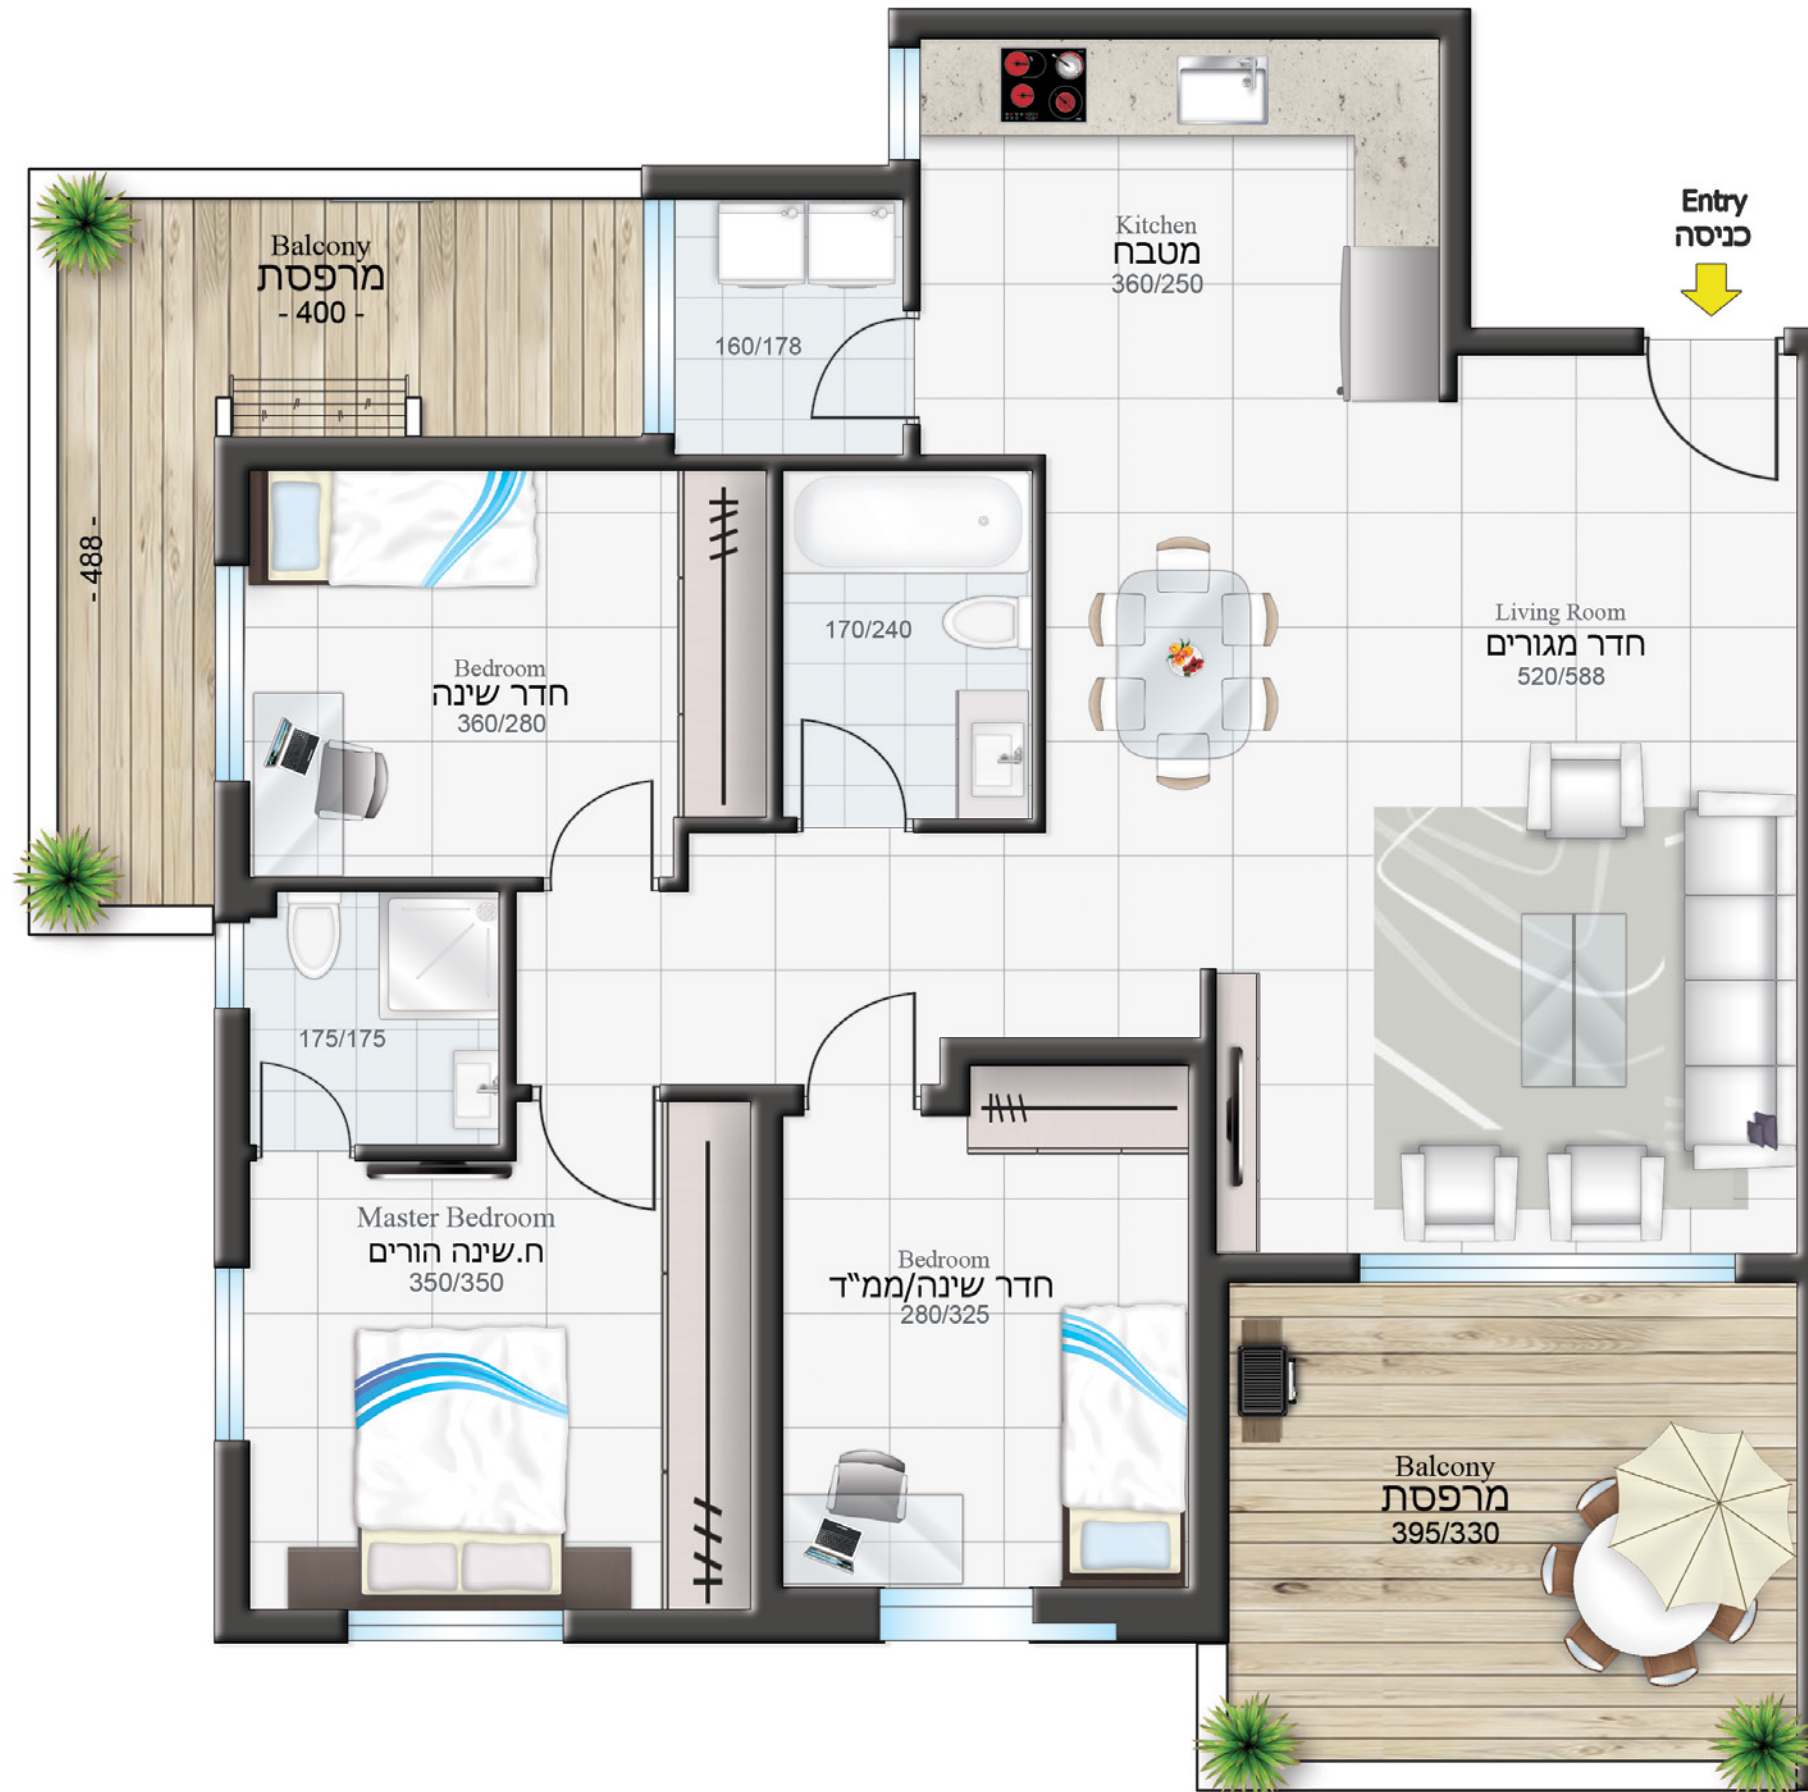 Entry
כניסה
Kitchen
מטבח
360/250
Balcony
מרפסת
- 400 -
160/178
- 488 -
Bedroom
חדר שינה
360/280
170/240
Living Room
חדר מגורים
520/588
175/175
Master Bedroom
ח.שינה הורים
350/350
Bedroom
חדר שינה/ממ"ד
280/325
Balcony
מרפסת
395/330